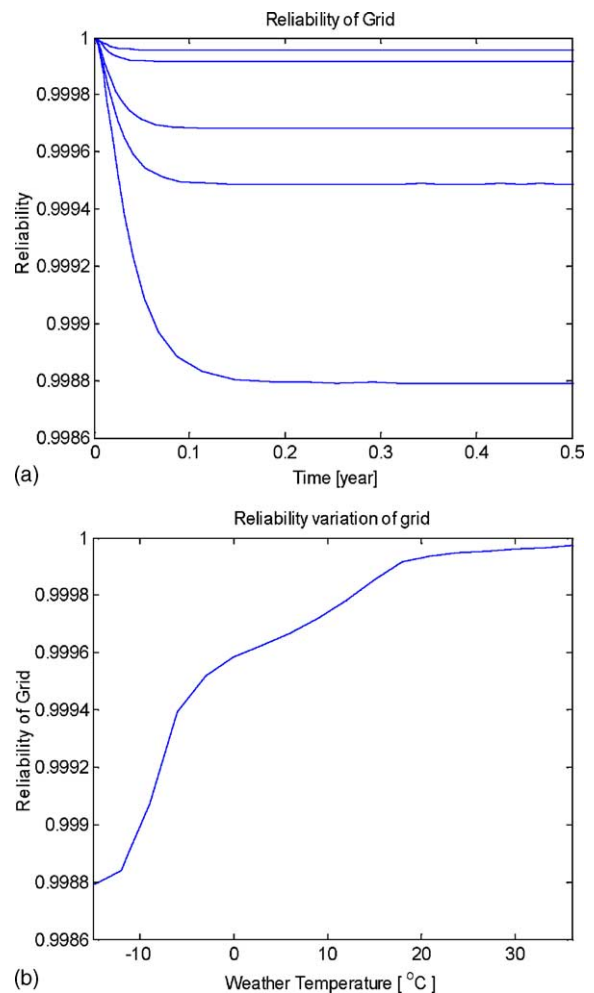 Reliability of Grid
1
0.9998
0.9996
0.9994
0.9992
0.999
0.9988
0.9986
Reliability
0 0.1 0.2 0.3 0.4 0.5
Time [year]
(a)
Reliability variation of grid
1
0.9998
0.9996
0.9994
0.9992
0.999
0.9988
0.9986
Reliability of Grid
-10 0 10 20 30
Weather Temperature [ °C ]
(b)